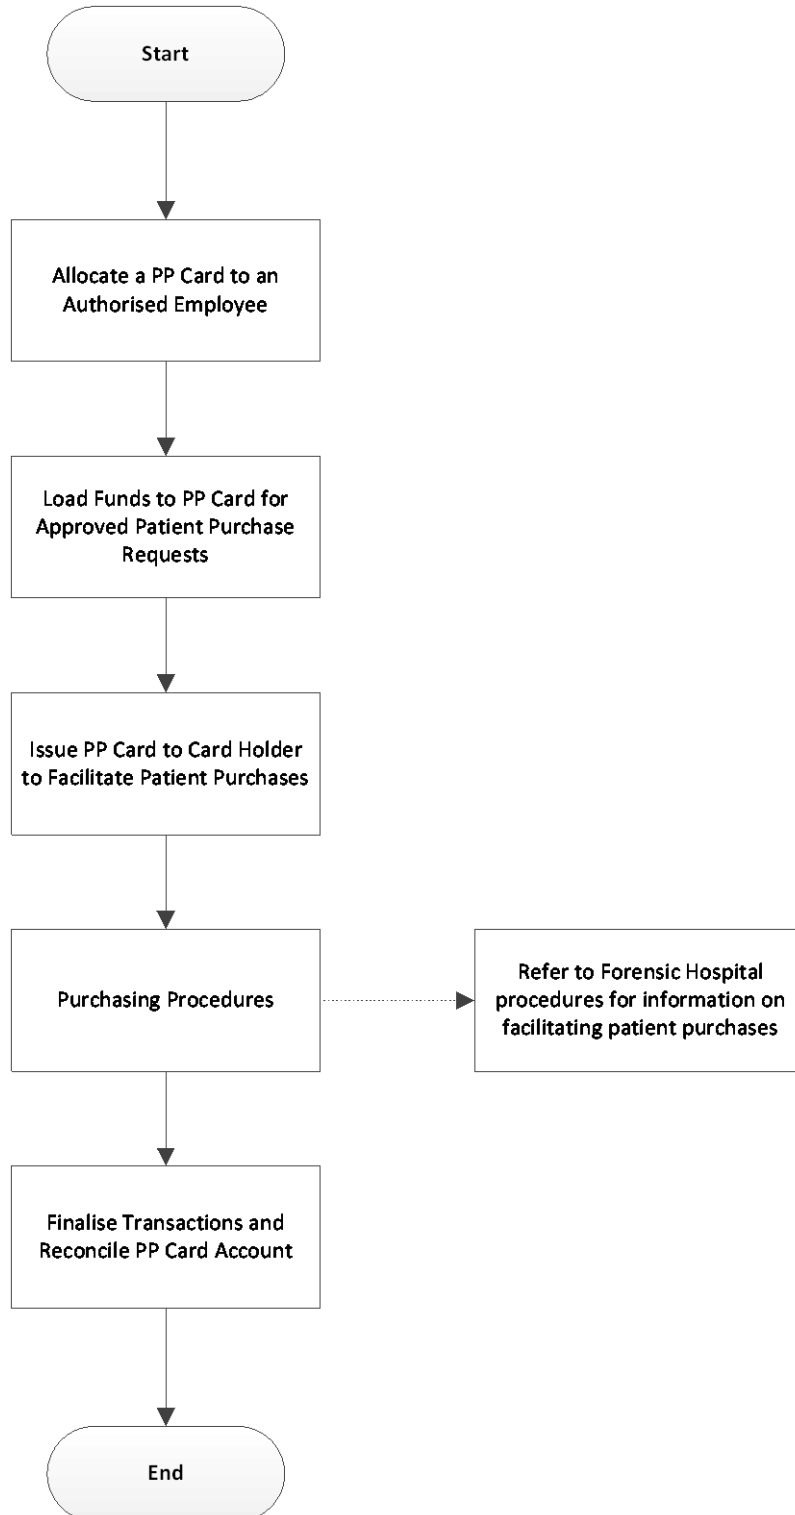 Start
Allocate a PP Card to an
Authorised Employee
Load Funds to PP Card for
Approved Patient Purchase
Requests
Issue PP Card to Card Holder
to Facilitate Patient Purchases
Purchasing Procedures
Refer to Forensic Hospital
procedures for information on
facilitating patient purchases
Finalise Transactions and
Reconcile PP Card Account
End